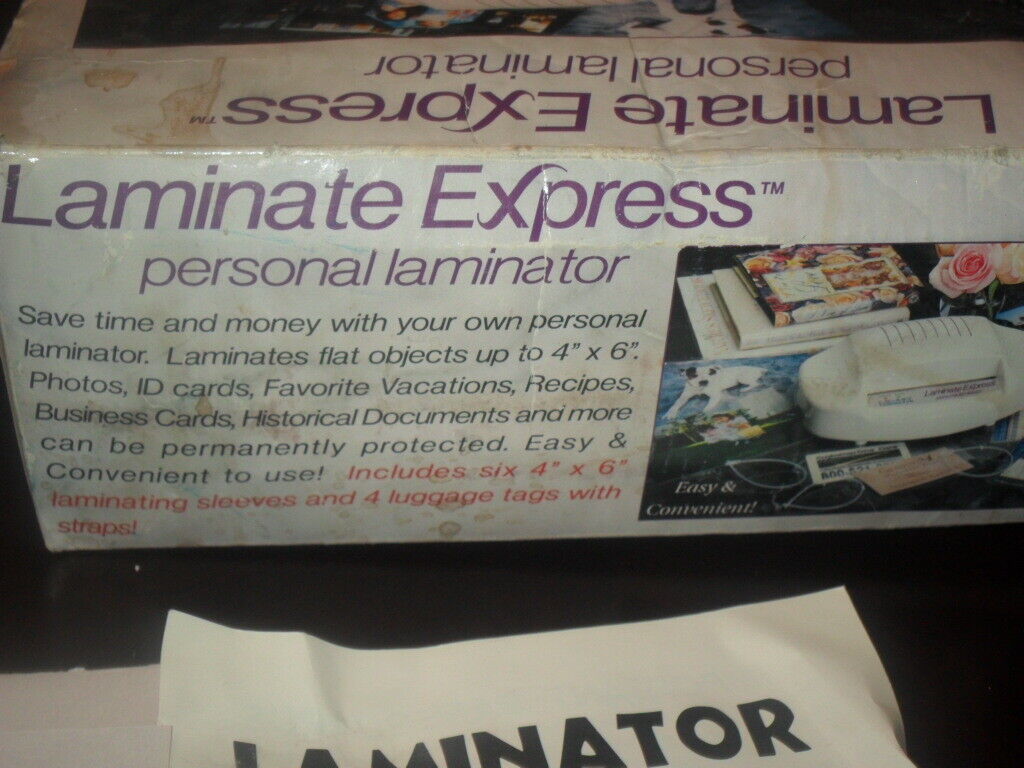 personal laminator
Laminate Express™
Laminate Express™
personal laminator
Save time and money with your own personal
laminator. Laminates flat objects up to 4" x 6".
Photos, ID cards, Favorite Vacations, Recipes,
Business Cards, Historical Documents and more
can be permanently protected. Easy &
Convenient to use! Includes six 4" x 6"
laminating sleeves and 4 luggage tags with
straps!
Laminate Express
Easy &
Convenient!
LAMINATOR